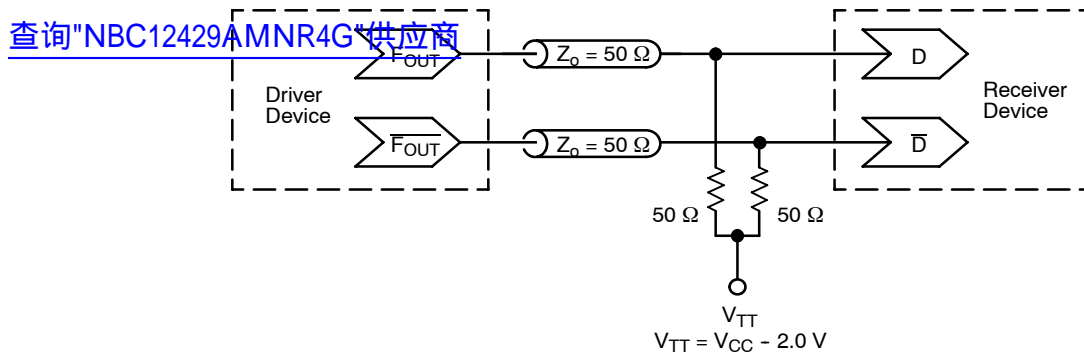 查询"NBC12429AMNR4G"供应商
FOUT
Zo = 50 Ω
D
Driver
Device
Receiver
Device
F̅O̅U̅T̅
Zo = 50 Ω
D̅
50 Ω
50 Ω
VTT
VTT = VCC - 2.0 V